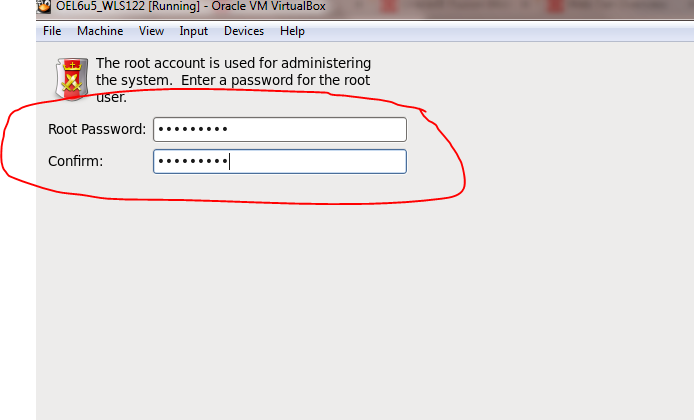 OEL6u5_WLS122 [Running] - Oracle VM VirtualBox
File Machine View Input Devices Help
The root account is used for administering
the system. Enter a password for the root
user.
Root Password: •••••••••
Confirm: •••••••••